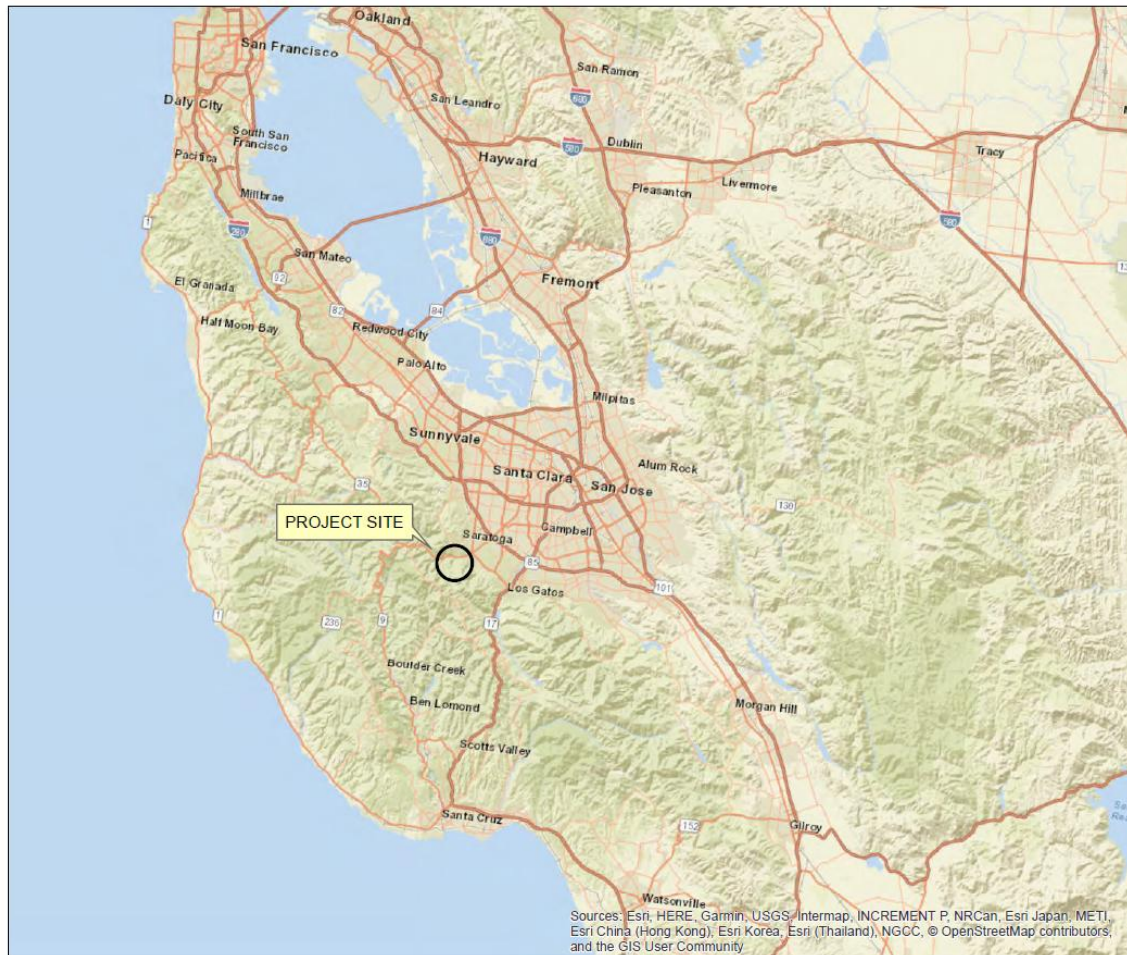 Oakland
San Francisco
San Ramon
680
San Leandro
Daly City
South San
Francisco
Dublin
580
Tracy
Pacifica
Hayward
Livermore
Pleasanton
Millbrae
1
280
580
880
San Mateo
92
Fremont
El Granada
82
84
Half Moon Bay
Redwood City
Palo Alto
Milpitas
Sunnyvale
Alum Rock
Santa Clara
35
San Jose
130
PROJECT SITE
Campbell
Saratoga
85
101
Los Gatos
1
9
236
17
Boulder Creek
Ben Lomond
Morgan Hill
Scotts Valley
Santa Cruz
152
Gilroy
Watsonville
Sources: Esri, HERE, Garmin, USGS, Intermap, INCREMENT P, NRCan, Esri Japan, METI,
Esri China (Hong Kong), Esri Korea, Esri (Thailand), NGCC, © OpenStreetMap contributors,
and the GIS User Community